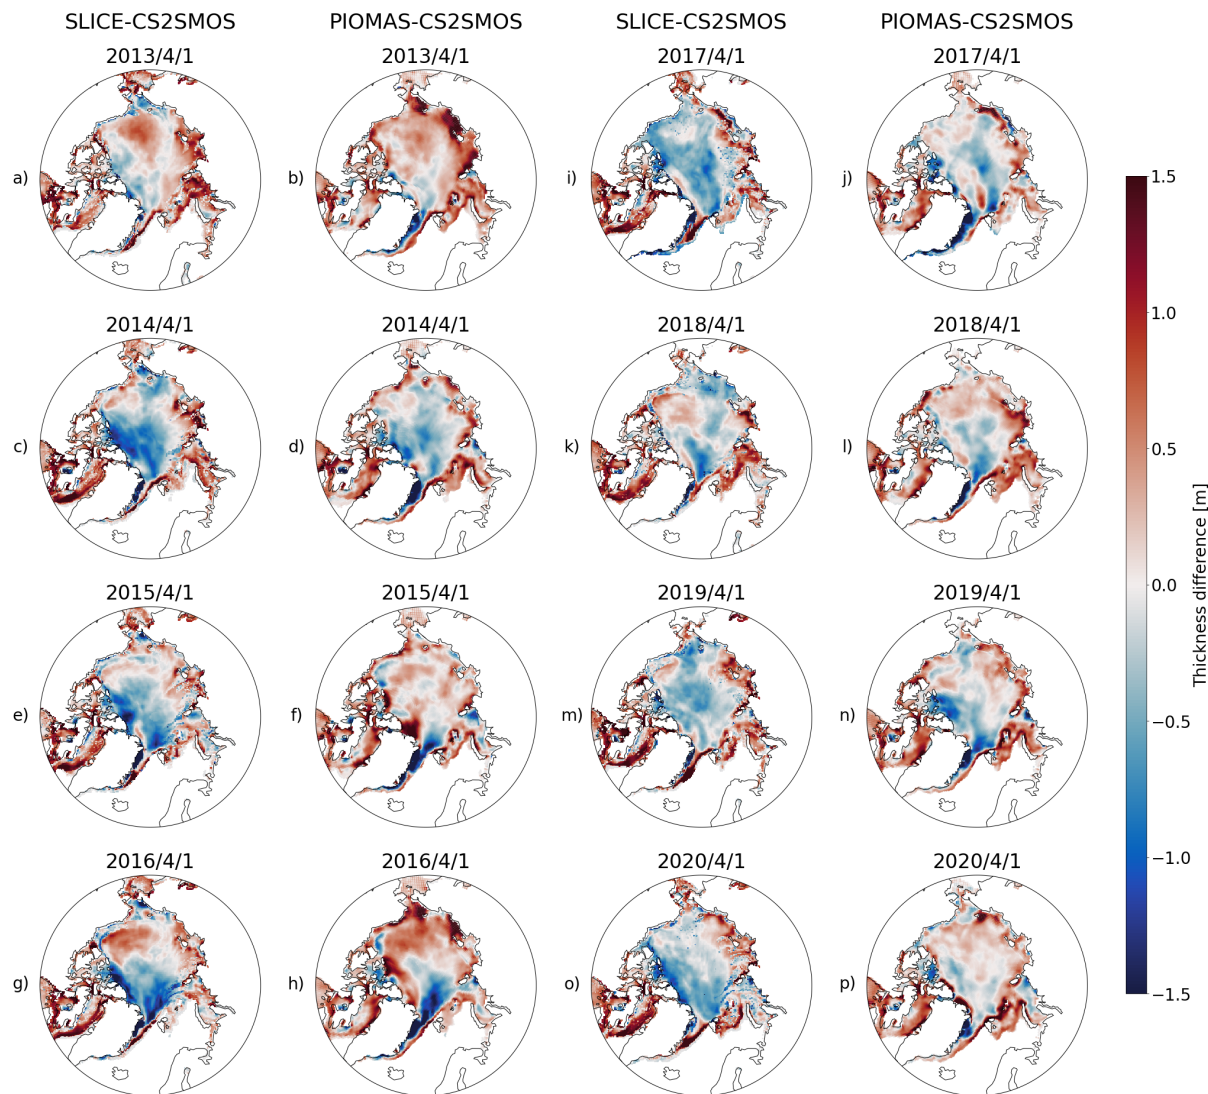 SLICE-CS2SMOS PIOMAS-CS2SMOS SLICE-CS2SMOS PIOMAS-CS2SMOS
2013/4/1 2013/4/1 2017/4/1 2017/4/1
a) b) i) j)
2014/4/1 2014/4/1 2018/4/1 2018/4/1
c) d) k) l)
2015/4/1 2015/4/1 2019/4/1 2019/4/1
e) f) m) n)
2016/4/1 2016/4/1 2020/4/1 2020/4/1
g) h) o) p)
1.5
1.0
0.5
0.0
−0.5
−1.0
−1.5
Thickness difference [m]